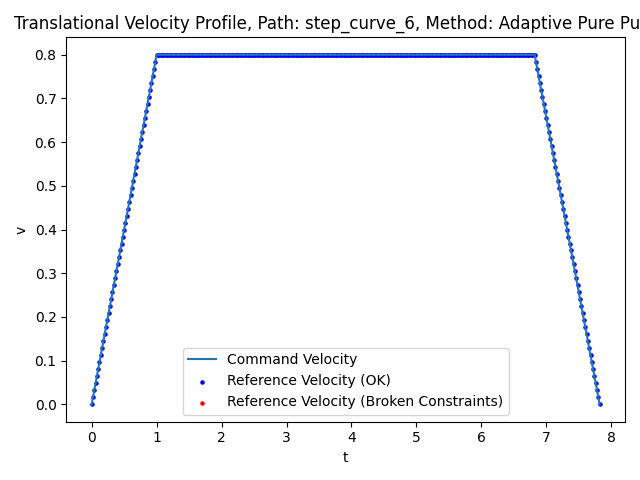 Translational Velocity Profile, Path: step_curve_6, Method: Adaptive Pure Pu
0.8
0.7
0.6
0.5
0.4
0.3
0.2
0.1
0.0
v
Command Velocity
Reference Velocity (OK)
Reference Velocity (Broken Constraints)
0 1 2 3 4 5 6 7 8
t